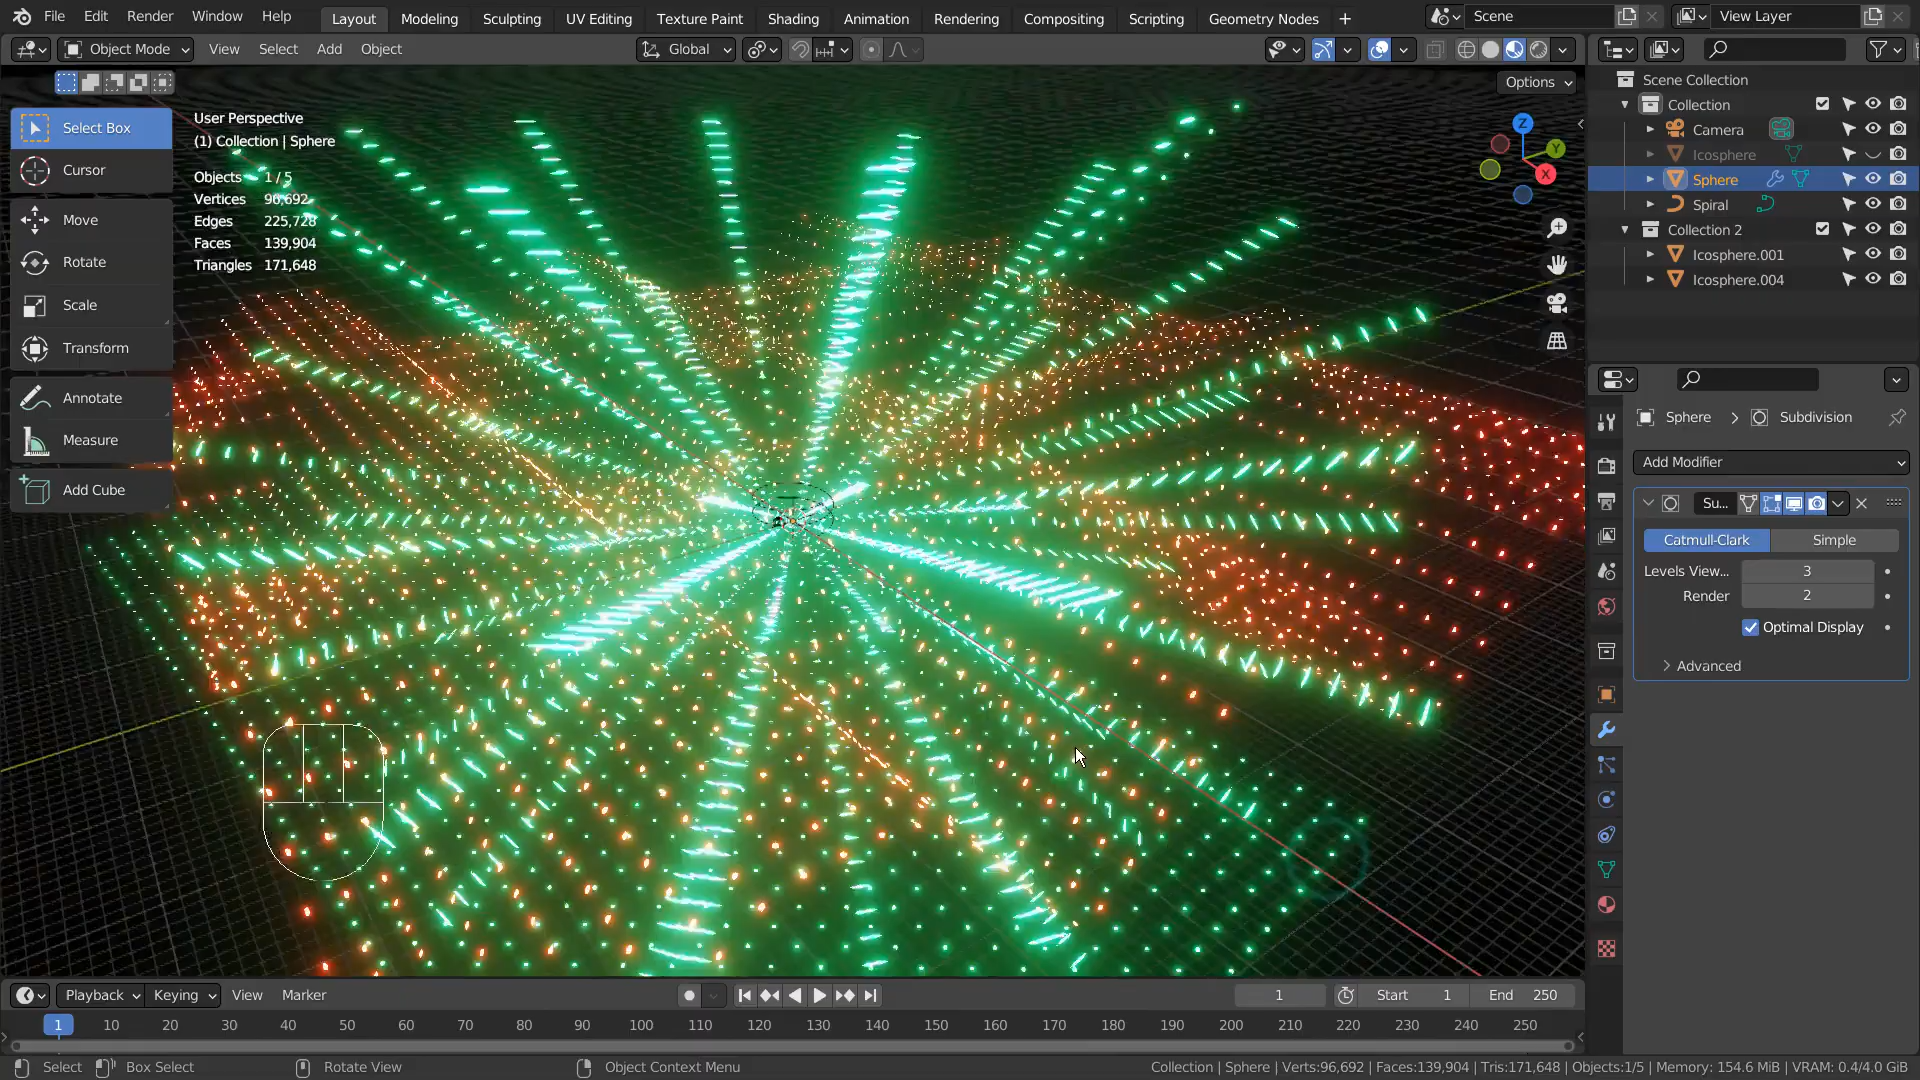 File Edit Render Window Help Layout Modeling Sculpting UV Editing Texture Paint Shading Animation Rendering Compositing Scripting Geometry Nodes + Scene View Layer
Object Mode View Select Add Object Global
Options
Select Box
Cursor
Move
Rotate
Scale
Transform
Annotate
Measure
Add Cube
User Perspective
(1) Collection | Sphere
Objects 1 / 5
Vertices 96,692
Edges 225,728
Faces 139,904
Triangles 171,648
Z
Y
X
Scene Collection
Collection
Camera
Icosphere
Sphere
Spiral
Collection 2
Icosphere.001
Icosphere.004
Sphere > Subdivision
Add Modifier
Su...
Catmull-Clark Simple
Levels View... 3
Render 2
Optimal Display
Advanced
Playback Keying View Marker 1 Start 1 End 250
1 10 20 30 40 50 60 70 80 90 100 110 120 130 140 150 160 170 180 190 200 210 220 230 240 250
Select Box Select Rotate View Object Context Menu Collection | Sphere | Verts:96,692 | Faces:139,904 | Tris:171,648 | Objects:1/5 | Memory: 154.6 MiB | VRAM: 0.4/4.0 GiB